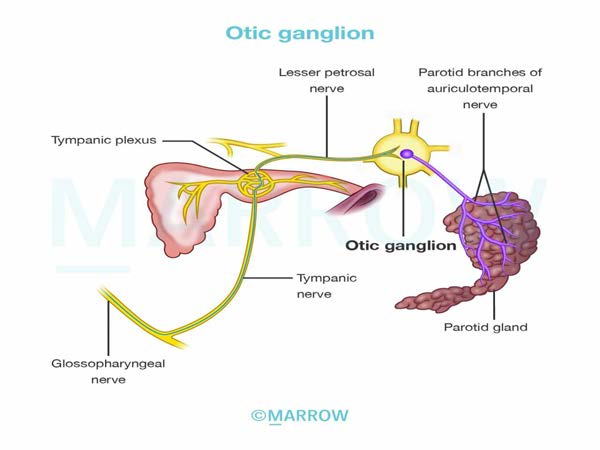 Otic ganglion
Lesser petrosal
nerve
Parotid branches of
auriculotemporal
nerve
Tympanic plexus
MARROW
Otic ganglion
Tympanic
nerve
Parotid gland
Glossopharyngeal
nerve
©MARROW